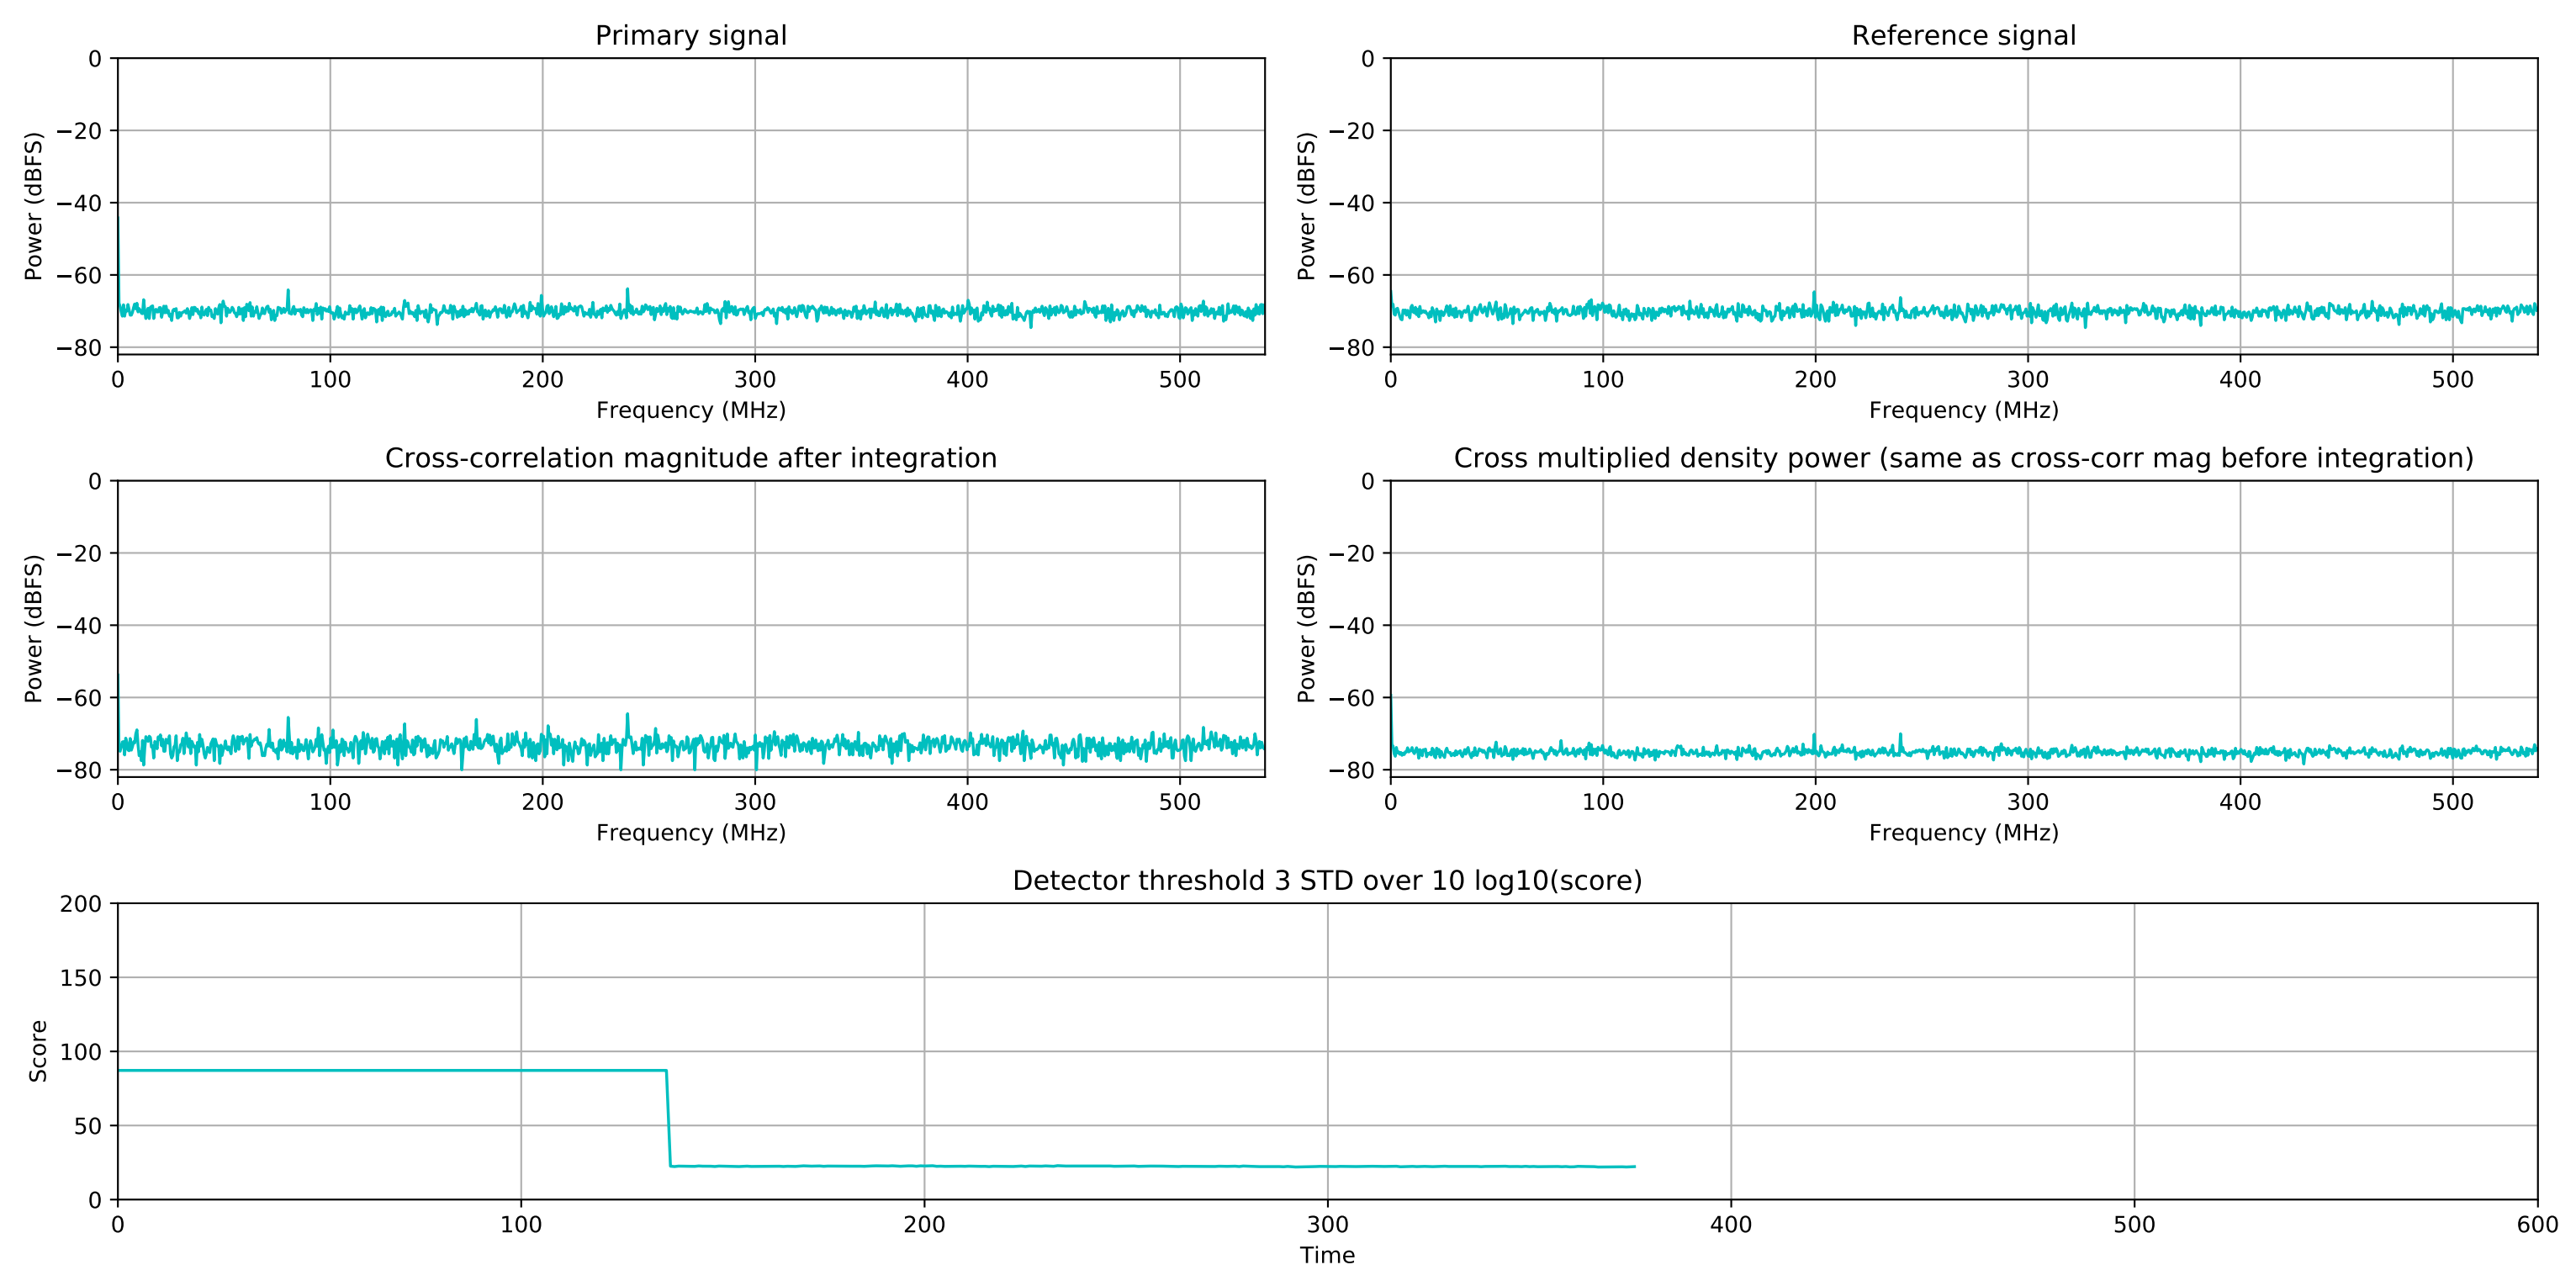 Primary signal
Reference signal
0
−20
−40
−60
−80
Power (dBFS)
0 100 200 300 400 500
Frequency (MHz)
0
−20
−40
−60
−80
Power (dBFS)
0 100 200 300 400 500
Frequency (MHz)
Cross-correlation magnitude after integration
Cross multiplied density power (same as cross-corr mag before integration)
0
−20
−40
−60
−80
Power (dBFS)
0 100 200 300 400 500
Frequency (MHz)
0
−20
−40
−60
−80
Power (dBFS)
0 100 200 300 400 500
Frequency (MHz)
Detector threshold 3 STD over 10 log10(score)
200
150
100
50
0
Score
0 100 200 300 400 500 600
Time